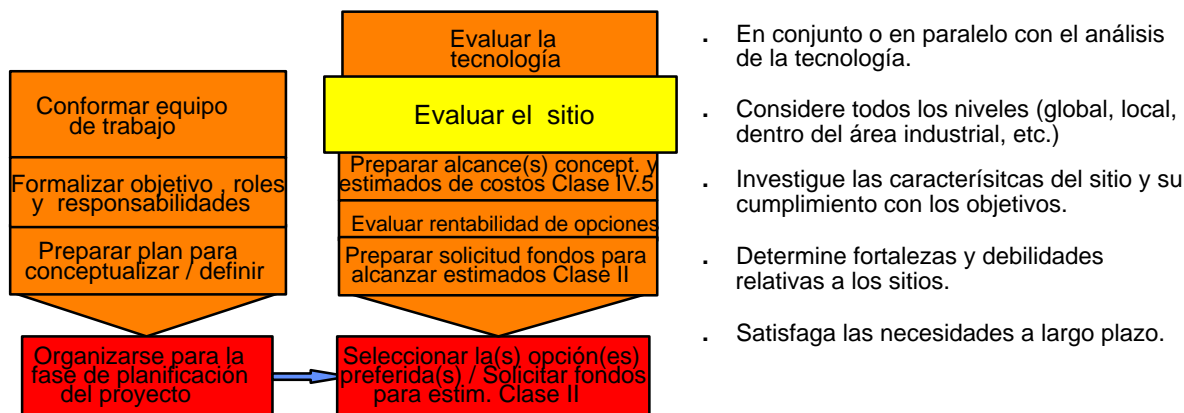 Conformar equipo
de trabajo
Formalizar objetivo , roles
y responsabilidades
Preparar plan para
conceptualizar / definir
Organizarse para la
fase de planificación
del proyecto
Evaluar la
tecnología
Evaluar el sitio
Preparar alcance(s) concept. y
estimados de costos Clase IV.5
Evaluar rentabilidad de opciones
Preparar solicitud fondos para
alcanzar estimados Clase II
Seleccionar la(s) opción(es)
preferida(s) / Solicitar fondos
para estim. Clase II
. En conjunto o en paralelo con el análisis
de la tecnología.
. Considere todos los niveles (global, local,
dentro del área industrial, etc.)
. Investigue las caracterísitcas del sitio y su
cumplimiento con los objetivos.
. Determine fortalezas y debilidades
relativas a los sitios.
. Satisfaga las necesidades a largo plazo.